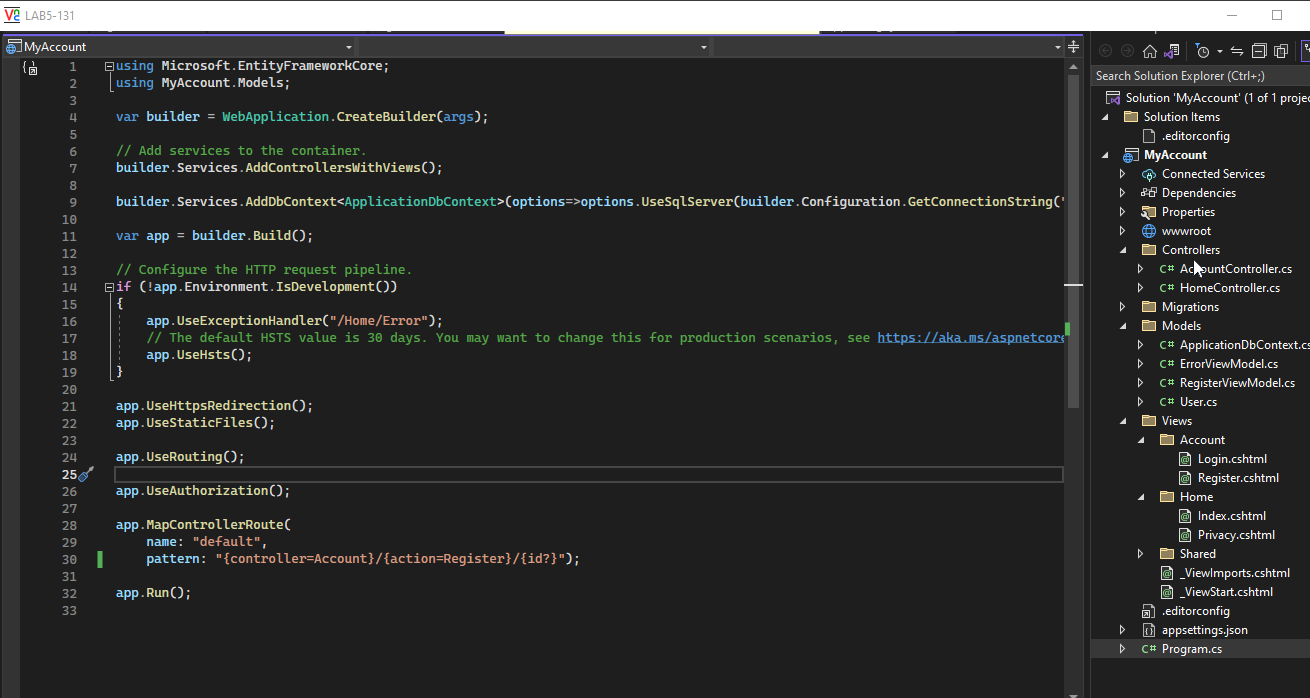 LAB5-131
MyAccount
1 using Microsoft.EntityFrameworkCore;
2 using MyAccount.Models;
3
4 var builder = WebApplication.CreateBuilder(args);
5
6 // Add services to the container.
7 builder.Services.AddControllersWithViews();
8
9 builder.Services.AddDbContext<ApplicationDbContext>(options=>options.UseSqlServer(builder.Configuration.GetConnectionString("
10
11 var app = builder.Build();
12
13 // Configure the HTTP request pipeline.
14 if (!app.Environment.IsDevelopment())
15 {
16 app.UseExceptionHandler("/Home/Error");
17 // The default HSTS value is 30 days. You may want to change this for production scenarios, see https://aka.ms/aspnetcore
18 app.UseHsts();
19 }
20
21 app.UseHttpsRedirection();
22 app.UseStaticFiles();
23
24 app.UseRouting();
25
26 app.UseAuthorization();
27
28 app.MapControllerRoute(
29 name: "default",
30 pattern: "{controller=Account}/{action=Register}/{id?}");
31
32 app.Run();
33
Search Solution Explorer (Ctrl+;)
Solution 'MyAccount' (1 of 1 projec
Solution Items
.editorconfig
MyAccount
Connected Services
Dependencies
Properties
wwwroot
Controllers
AccountController.cs
HomeController.cs
Migrations
Models
ApplicationDbContext.cs
ErrorViewModel.cs
RegisterViewModel.cs
User.cs
Views
Account
Login.cshtml
Register.cshtml
Home
Index.cshtml
Privacy.cshtml
Shared
_ViewImports.cshtml
_ViewStart.cshtml
.editorconfig
appsettings.json
C# Program.cs